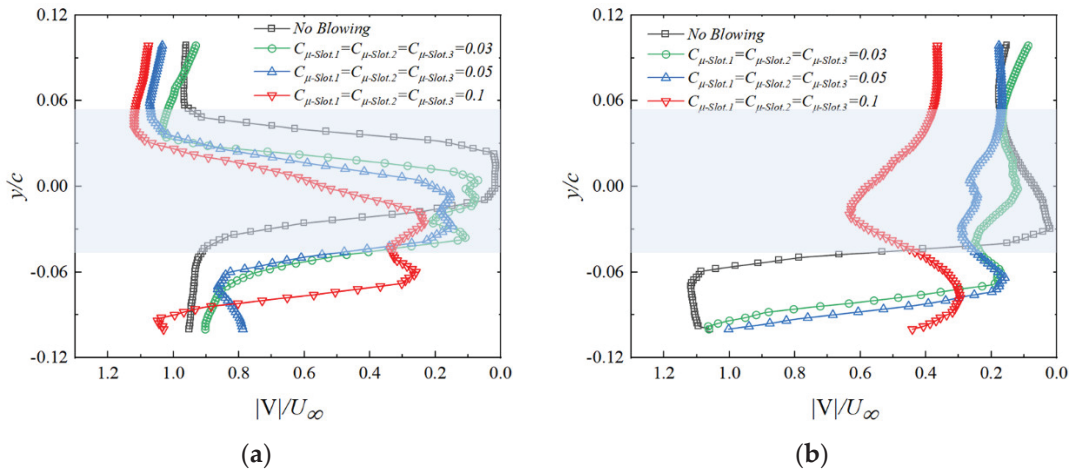 0.12
0.06
0.00
-0.06
-0.12
y/c
1.2 1.0 0.8 0.6 0.4 0.2 0.0
|V|/U∞
No Blowing
Cμ-Slot.1=Cμ-Slot.2=Cμ-Slot.3=0.03
Cμ-Slot.1=Cμ-Slot.2=Cμ-Slot.3=0.05
Cμ-Slot.1=Cμ-Slot.2=Cμ-Slot.3=0.1
(a)
0.12
0.06
0.00
-0.06
-0.12
y/c
1.2 1.0 0.8 0.6 0.4 0.2 0.0
|V|/U∞
No Blowing
Cμ-Slot.1=Cμ-Slot.2=Cμ-Slot.3=0.03
Cμ-Slot.1=Cμ-Slot.2=Cμ-Slot.3=0.05
Cμ-Slot.1=Cμ-Slot.2=Cμ-Slot.3=0.1
(b)